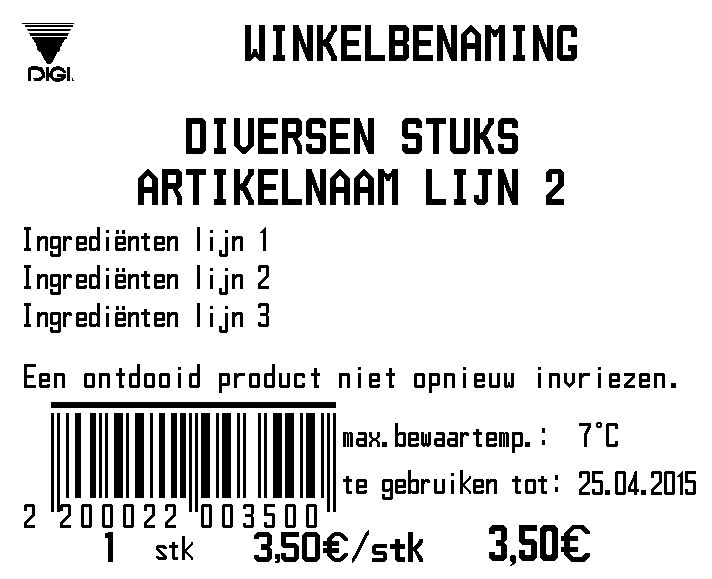 DIGI.
WINKELBENAMING
DIVERSEN STUKS
ARTIKELNAAM LIJN 2
Ingrediënten lijn 1
Ingrediënten lijn 2
Ingrediënten lijn 3
Een ontdooid product niet opnieuw invriezen.
max.bewaartemp.: 7°C
te gebruiken tot: 25.04.2015
2 200022 003500
1 stk 3,50€/stk 3,50€